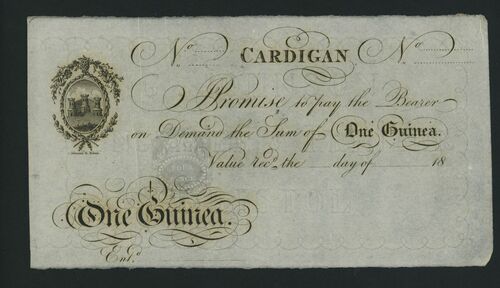 No. CARDIGAN No.
I Promise to pay the Bearer
on Demand the Sum of One Guinea.
Value Recd. the day of 18
One Guinea.
Entd.